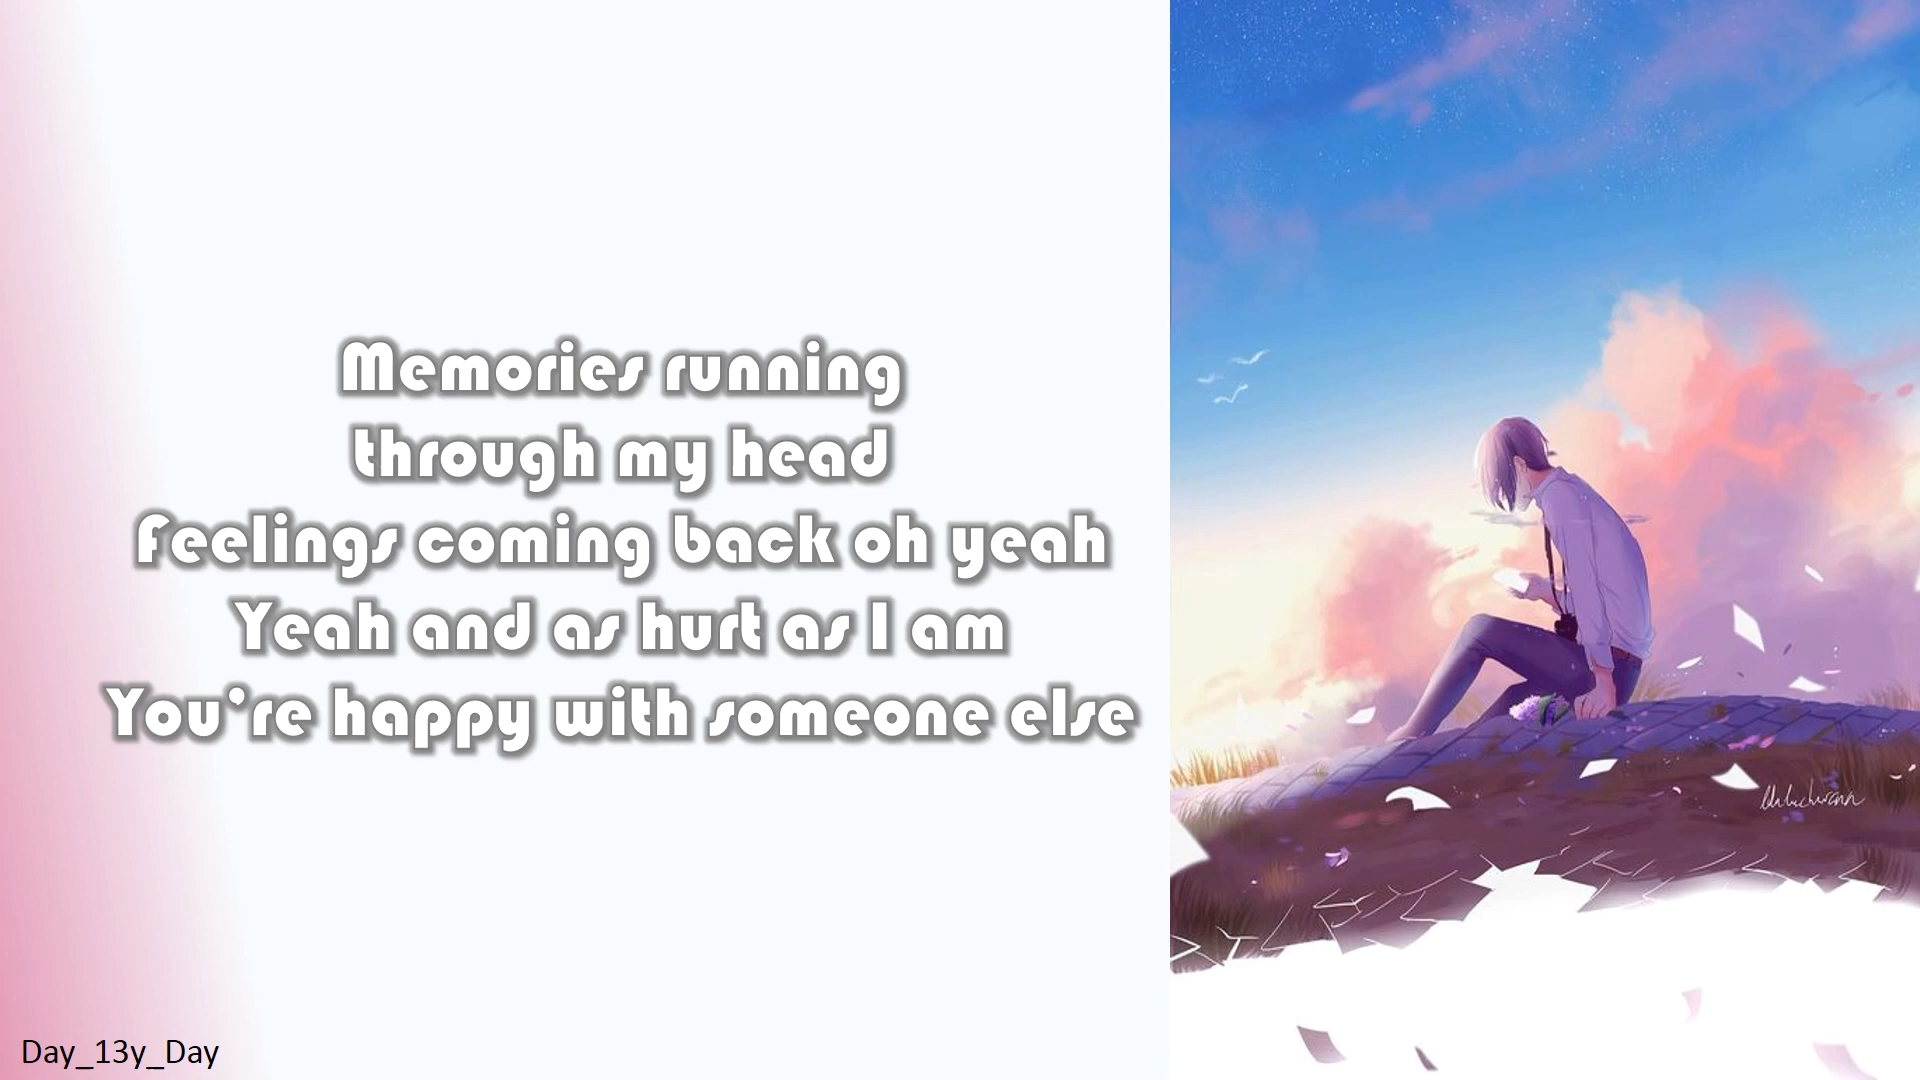 Memories running
through my head
Feelings coming back oh yeah
Yeah and as hurt as I am
You're happy with someone else
Day_13y_Day